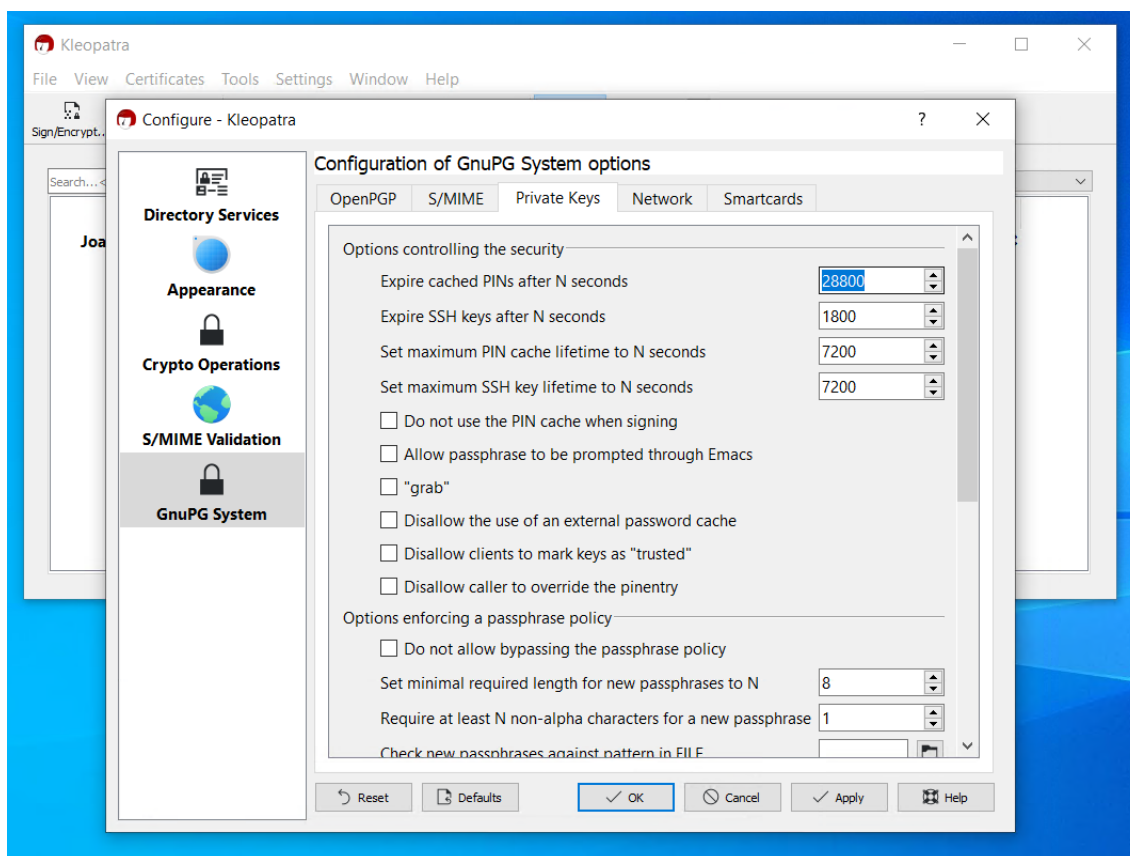 Kleopatra
File View Certificates Tools Settings Window Help
Sign/Encrypt..
Configure - Kleopatra
?
Search...<
Joa
Directory Services
Appearance
Crypto Operations
S/MIME Validation
GnuPG System
Configuration of GnuPG System options
OpenPGP S/MIME Private Keys Network Smartcards
Options controlling the security
Expire cached PINs after N seconds 28800
Expire SSH keys after N seconds 1800
Set maximum PIN cache lifetime to N seconds 7200
Set maximum SSH key lifetime to N seconds 7200
Do not use the PIN cache when signing
Allow passphrase to be prompted through Emacs
"grab"
Disallow the use of an external password cache
Disallow clients to mark keys as "trusted"
Disallow caller to override the pinentry
Options enforcing a passphrase policy
Do not allow bypassing the passphrase policy
Set minimal required length for new passphrases to N 8
Require at least N non-alpha characters for a new passphrase 1
Check new passphrases against pattern in FILE
Reset Defaults OK Cancel Apply Help